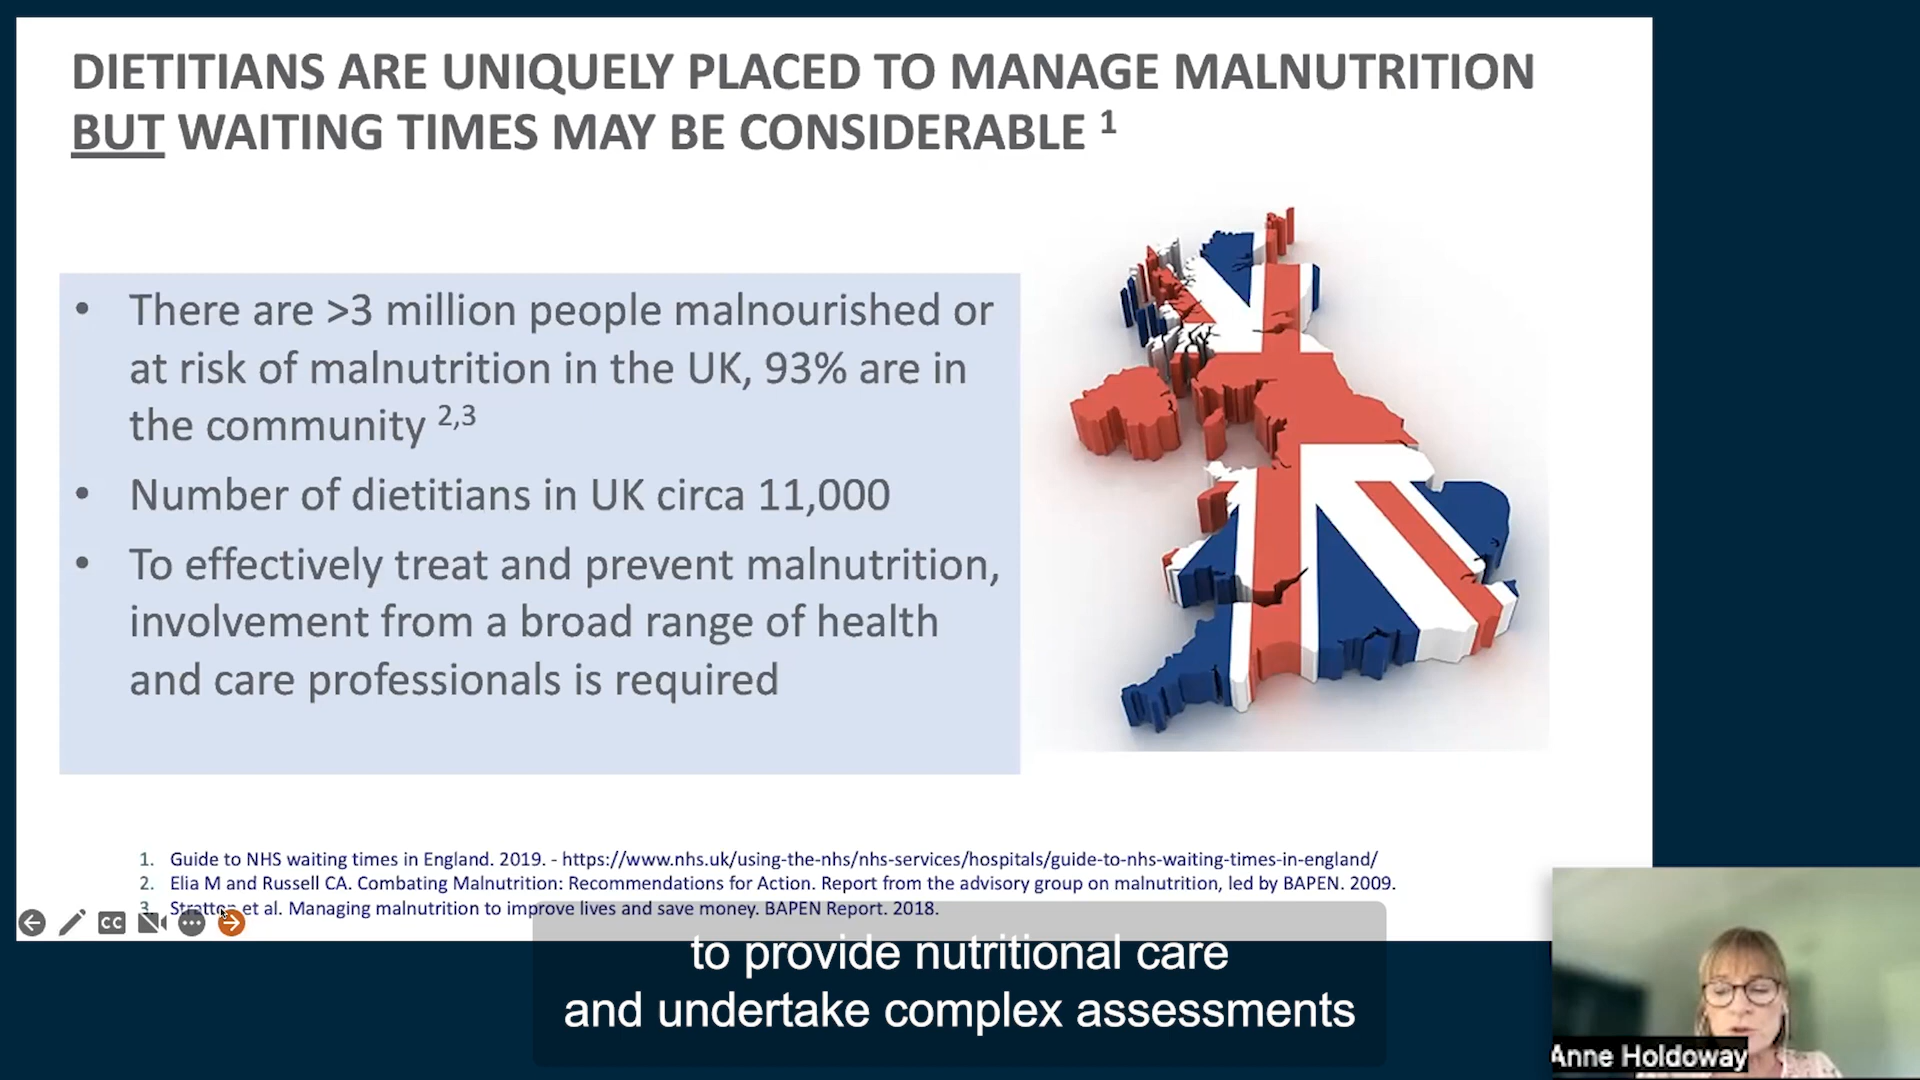 DIETITIANS ARE UNIQUELY PLACED TO MANAGE MALNUTRITION
BUT WAITING TIMES MAY BE CONSIDERABLE 1
• There are >3 million people malnourished or
at risk of malnutrition in the UK, 93% are in
the community 2,3
• Number of dietitians in UK circa 11,000
• To effectively treat and prevent malnutrition,
involvement from a broad range of health
and care professionals is required
1. Guide to NHS waiting times in England. 2019. - https://www.nhs.uk/using-the-nhs/nhs-services/hospitals/guide-to-nhs-waiting-times-in-england/
2. Elia M and Russell CA. Combating Malnutrition: Recommendations for Action. Report from the advisory group on malnutrition, led by BAPEN. 2009.
3. Stratton et al. Managing malnutrition to improve lives and save money. BAPEN Report. 2018.
CC
to provide nutritional care
and undertake complex assessments
Anne Holdoway